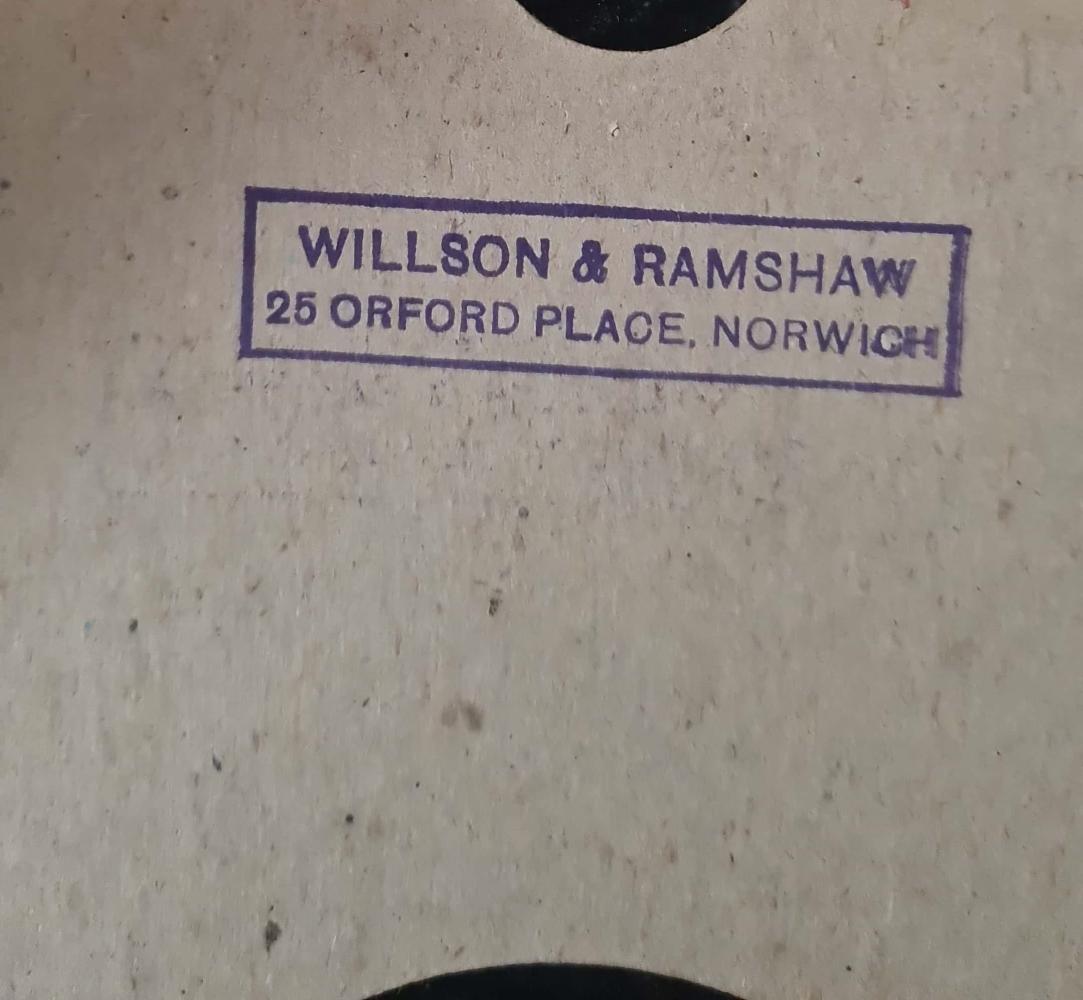 WILLSON & RAMSHAW
25 ORFORD PLACE, NORWICH